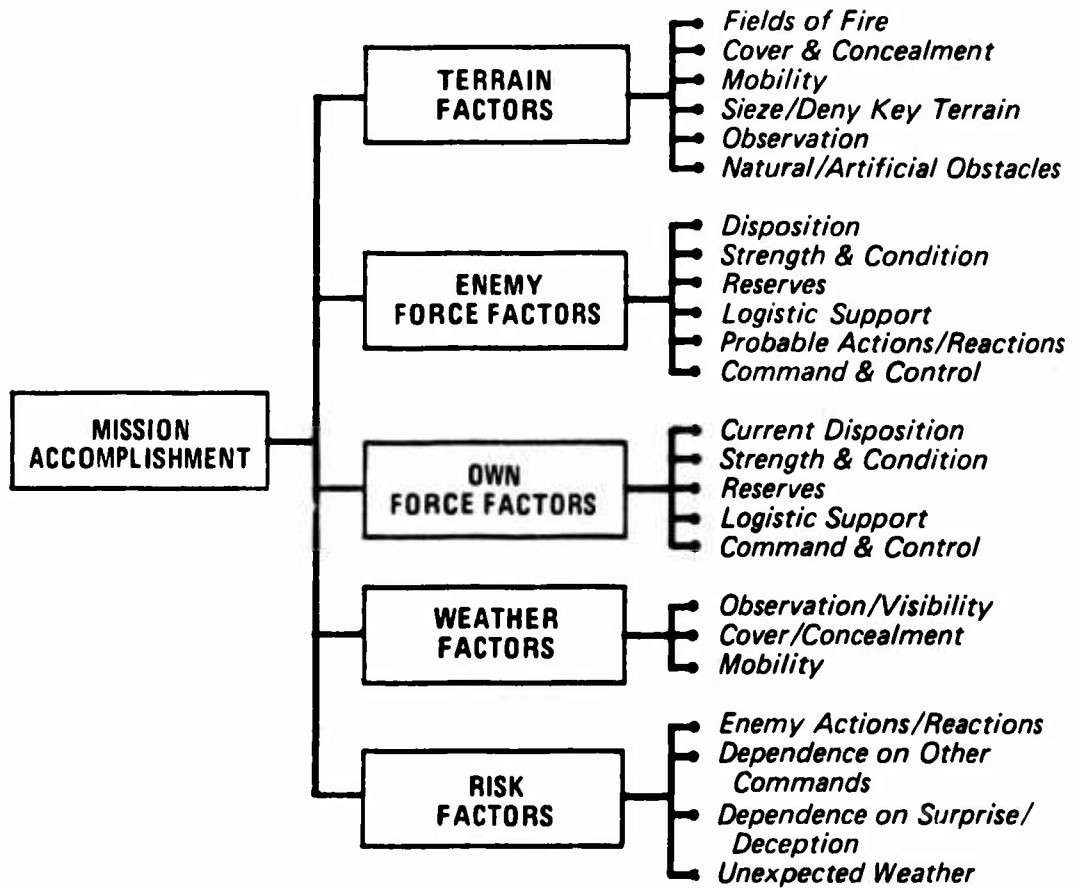 MISSION
ACCOMPLISHMENT
TERRAIN
FACTORS
Fields of Fire
Cover & Concealment
Mobility
Sieze/Deny Key Terrain
Observation
Natural/Artificial Obstacles
ENEMY
FORCE FACTORS
Disposition
Strength & Condition
Reserves
Logistic Support
Probable Actions/Reactions
Command & Control
OWN
FORCE FACTORS
Current Disposition
Strength & Condition
Reserves
Logistic Support
Command & Control
WEATHER
FACTORS
Observation/Visibility
Cover/Concealment
Mobility
RISK
FACTORS
Enemy Actions/Reactions
Dependence on Other
Commands
Dependence on Surprise/
Deception
Unexpected Weather